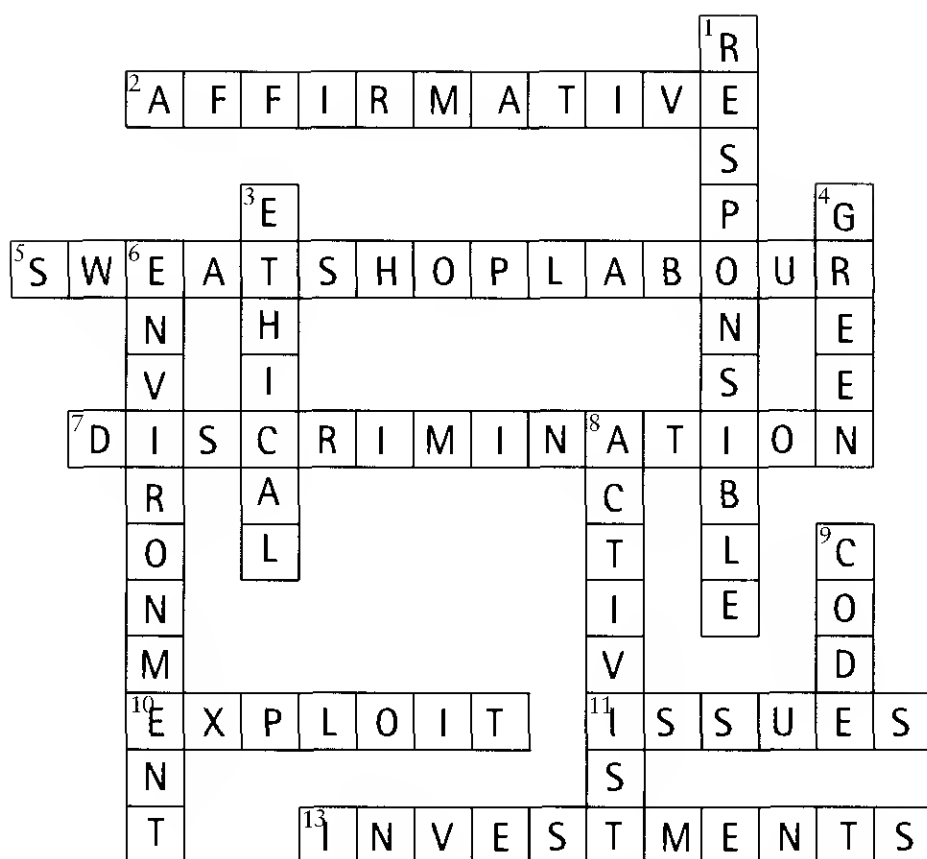 1 R
2 A F F I R M A T I V E
S
3 E P 4 G
5 S W 6 E A T S H O P L A B O U R
N H N E
V I S E
7 D I S C R I M I N 8 A T I O N
R A C B
O L T L 9 C
N I E O
M V D
10 E X P L O I T 11 I S S U E S
N S
T 13 I N V E S T M E N T S